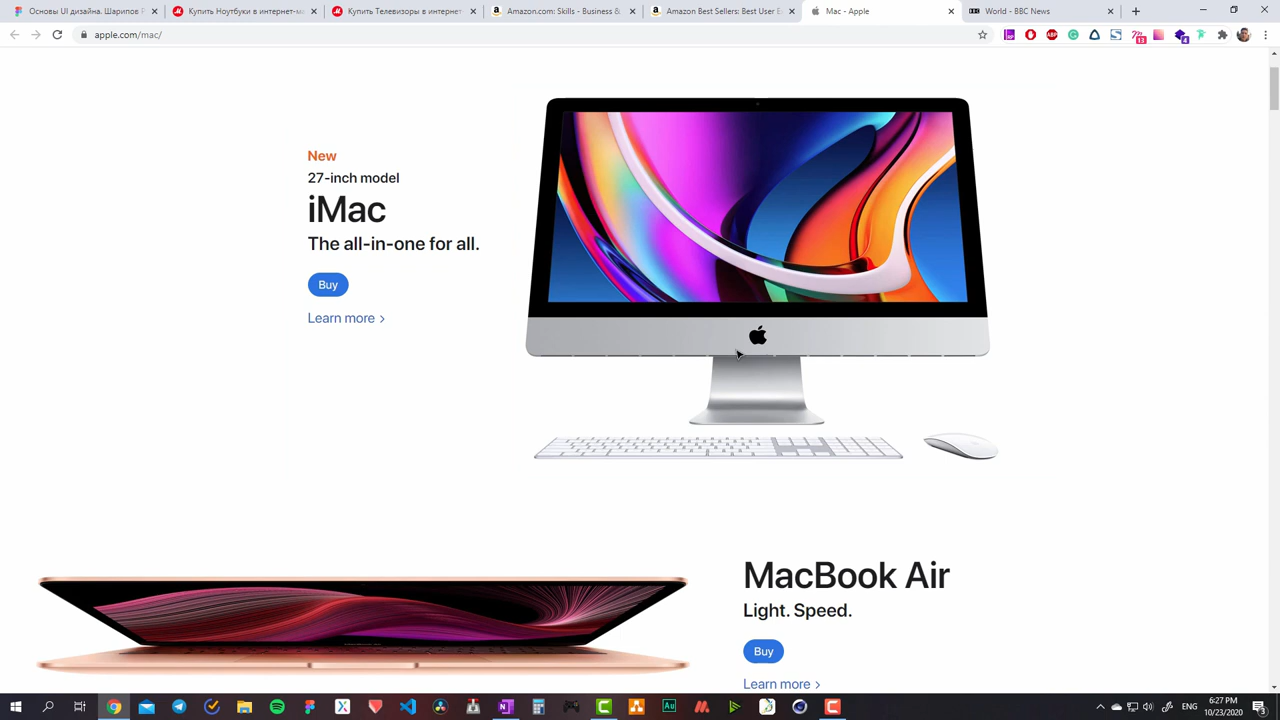 Основы UI дизайна. Шарипов Р
Купить Ноутбуки в интернет-ма
Купить Телевизоры в интернет-
Amazon.com: Skills - Business &
Amazon Best Sellers: Best User E
Mac - Apple
World - BBC News
apple.com/mac/
New
27-inch model
iMac
The all-in-one for all.
Buy
Learn more >
MacBook Air
Light. Speed.
Buy
Learn more >
ENG
6:27 PM
10/23/2020